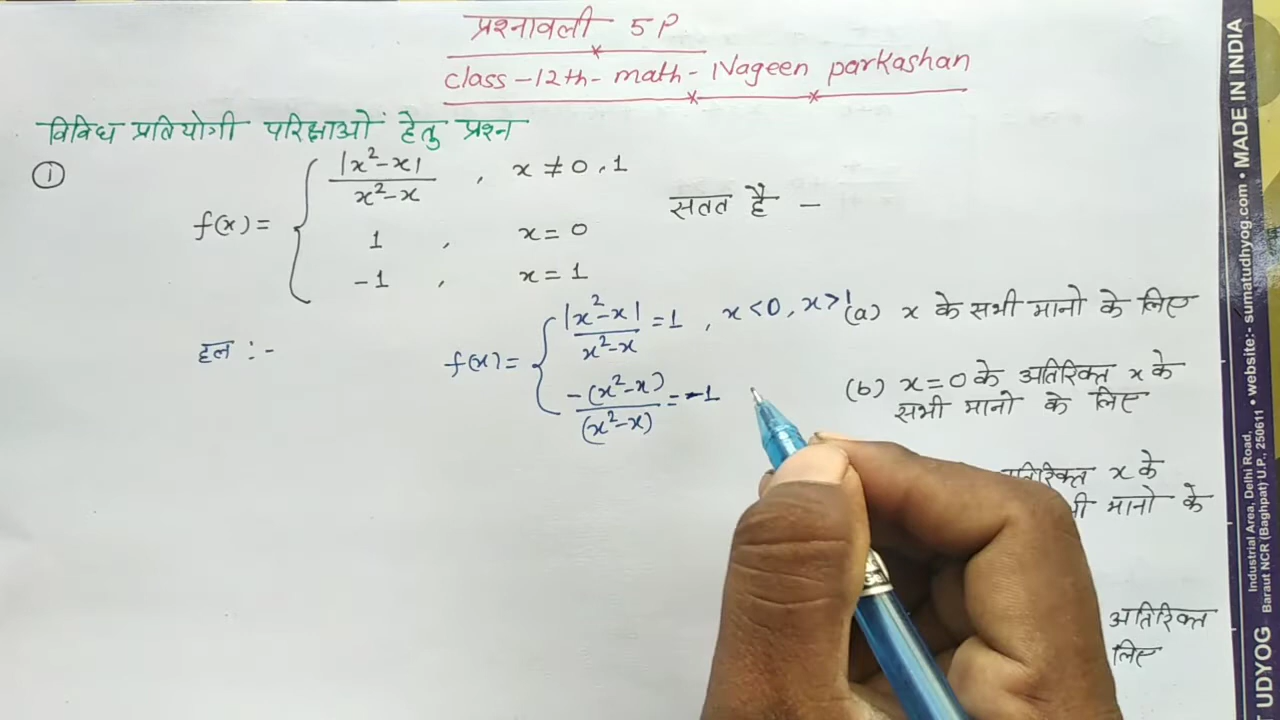 प्रश्नावली 5P
class-12th-math-Nageen parkashan
विविध प्रतियोगी परिक्षाओं हेतु प्रश्न
① f(x) = { |x²-x| / x²-x , x ≠ 0, 1
1 , x = 0
-1 , x = 1
सतत है -
हल :-
f(x) = { |x²-x| / x²-x = 1 , x<0, x>1
-(x²-x) / (x²-x) = -1
(a) x के सभी मानो के लिए
(b) x=0 के अतिरिक्त x के
सभी मानो के लिए
अतिरिक्त x के
मानो के
अतिरिक्त
लिए
UDYOG Industrial Area, Delhi Road, Baraut NCR (Baghpat) U.P., 250611 • website:- sumatudhyog.com • MADE IN INDIA